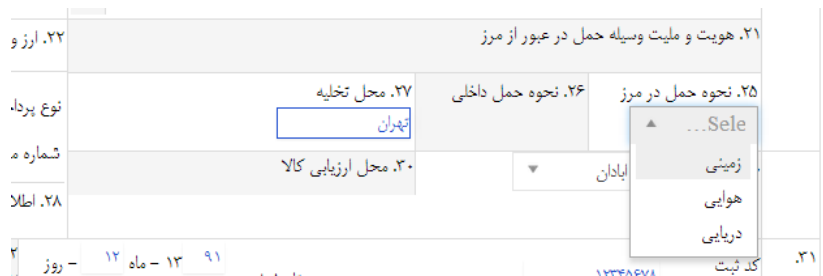 ۲۱. هویت و ملیت وسیله حمل در عبور از مرز
۲۲. ارز و
۲۵. نحوه حمل در مرز
۲۶. نحوه حمل داخلی
۲۷. محل تخلیه
نوع پردا
Sele...
تهران
زمینی
ابادان
۳۰. محل ارزیابی کالا
شماره م
هوایی
۲۸. اطلا
دریایی
۳۱.
کد ثبت
۱۲۳۴۵۶۷۸
۹۱ ۱۳ - ماه ۱۲ - روز